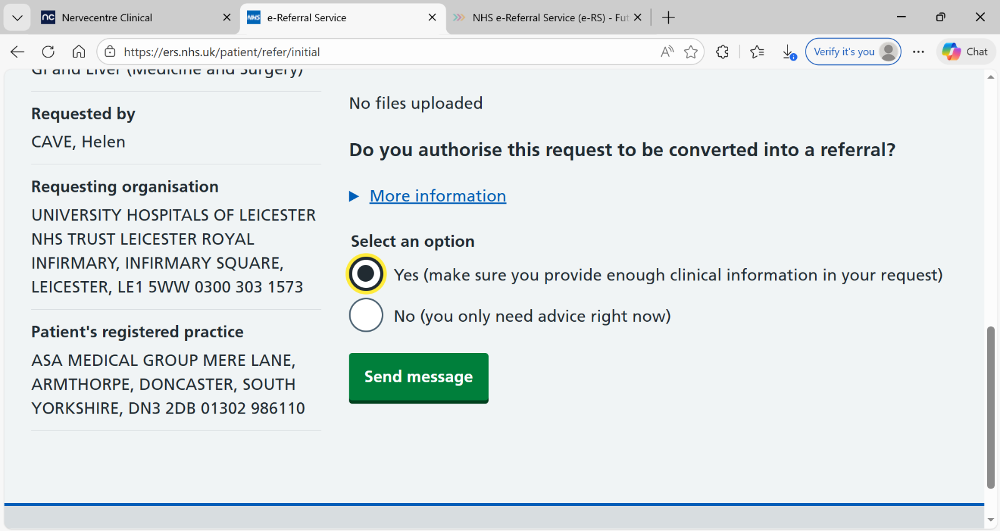 Nervecentre Clinical
e-Referral Service
NHS e-Referral Service (e-RS) - Fut
https://ers.nhs.uk/patient/refer/initial
Verify it's you
Chat
GI and Liver (Medicine and Surgery)
Requested by
CAVE, Helen
Requesting organisation
UNIVERSITY HOSPITALS OF LEICESTER
NHS TRUST LEICESTER ROYAL
INFIRMARY, INFIRMARY SQUARE,
LEICESTER, LE1 5WW 0300 303 1573
Patient's registered practice
ASA MEDICAL GROUP MERE LANE,
ARMTHORPE, DONCASTER, SOUTH
YORKSHIRE, DN3 2DB 01302 986110
No files uploaded
Do you authorise this request to be converted into a referral?
More information
Select an option
Yes (make sure you provide enough clinical information in your request)
No (you only need advice right now)
Send message